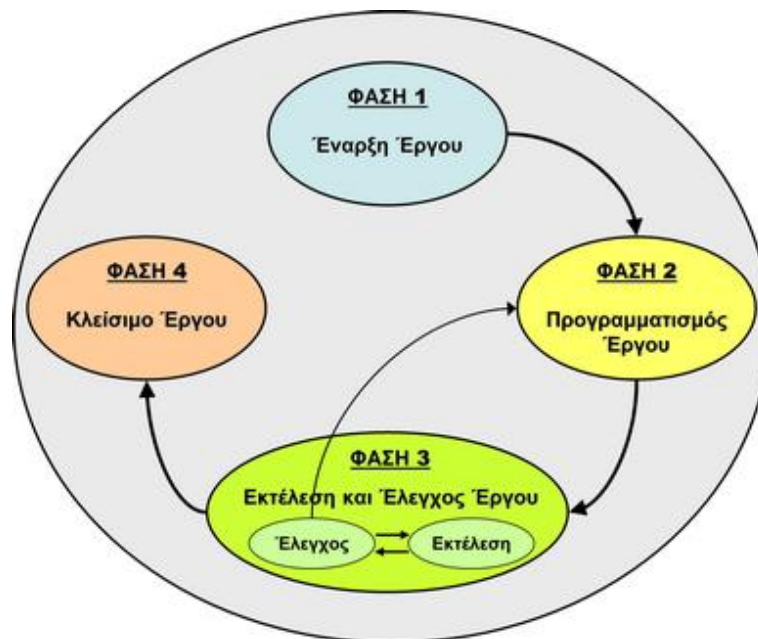 ΦΑΣΗ 1
Έναρξη Έργου
ΦΑΣΗ 2
Προγραμματισμός
Έργου
ΦΑΣΗ 3
Εκτέλεση και Έλεγχος Έργου
Έλεγχος
Εκτέλεση
ΦΑΣΗ 4
Κλείσιμο Έργου